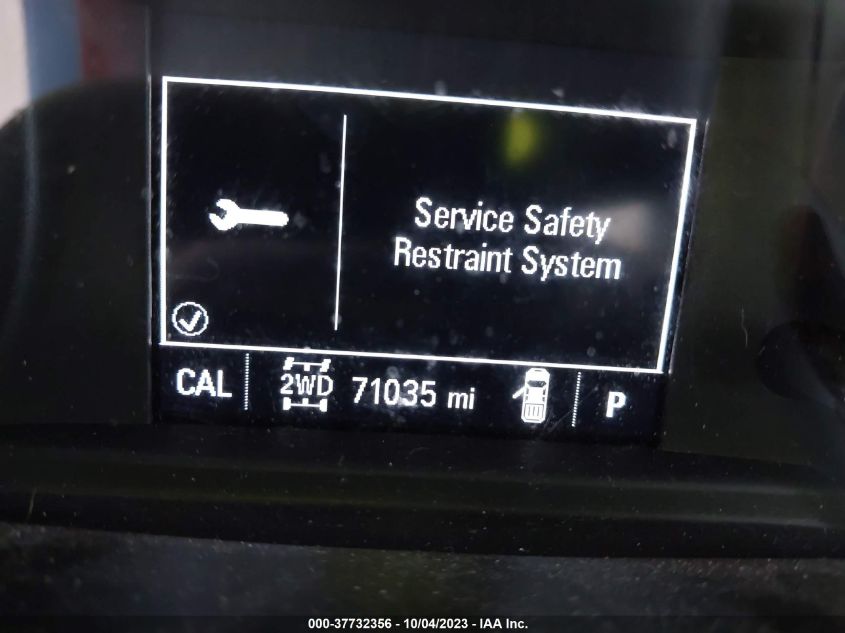 Service Safety
Restraint System
CAL 2WD 71035 mi P
000-37732356 - 10/04/2023 - IAA Inc.